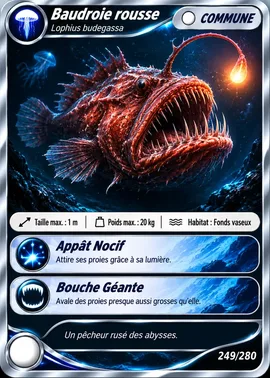 Baudroie rousse
Lophius budegassa
COMMUNE
Taille max. : 1 m
Poids max. : 20 kg
Habitat : Fonds vaseux
Appât Nocif
Attire ses proies grâce à sa lumière.
Bouche Géante
Avale des proies presque aussi grosses qu'elle.
Un pêcheur rusé des abysses.
249/280